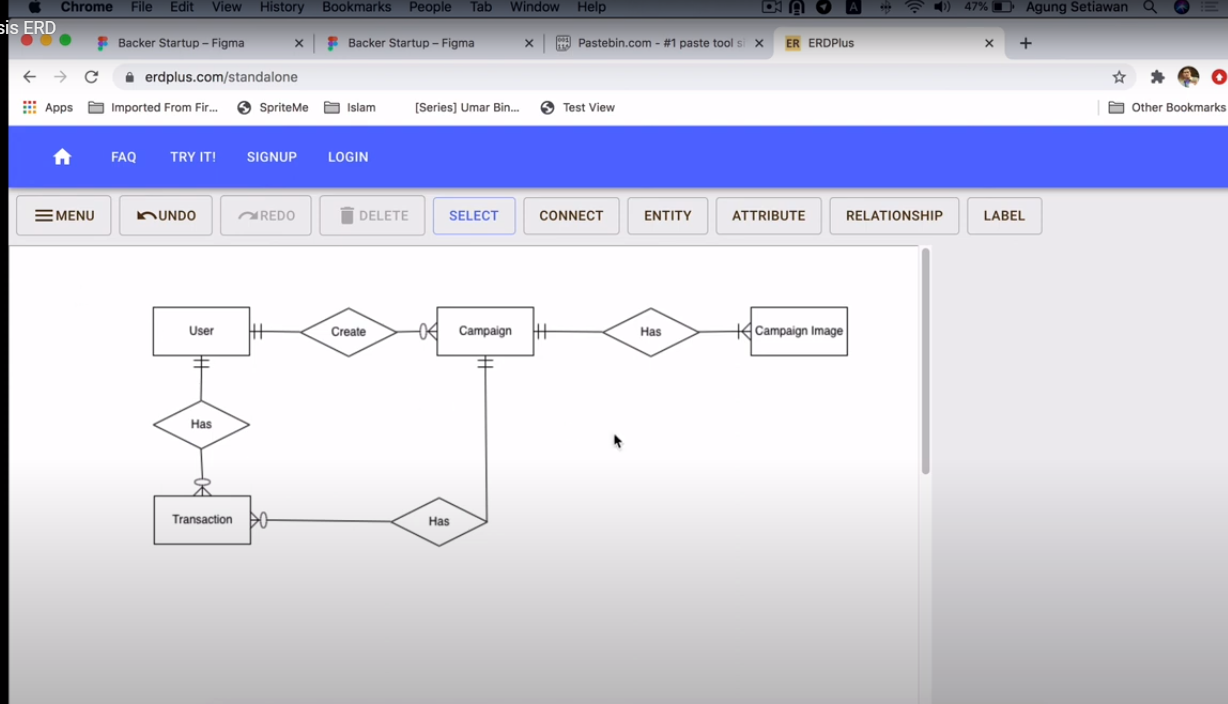 Chrome File Edit View History Bookmarks People Tab Window Help 47% Agung Setiawan
sis ERD
Backer Startup – Figma Backer Startup – Figma Pastebin.com - #1 paste tool si ERDPlus
erdplus.com/standalone
Apps Imported From Fir... SpriteMe Islam [Series] Umar Bin... Test View Other Bookmarks
FAQ TRY IT! SIGNUP LOGIN
MENU UNDO REDO DELETE SELECT CONNECT ENTITY ATTRIBUTE RELATIONSHIP LABEL
User Create Campaign Has Campaign Image
Has
Transaction Has